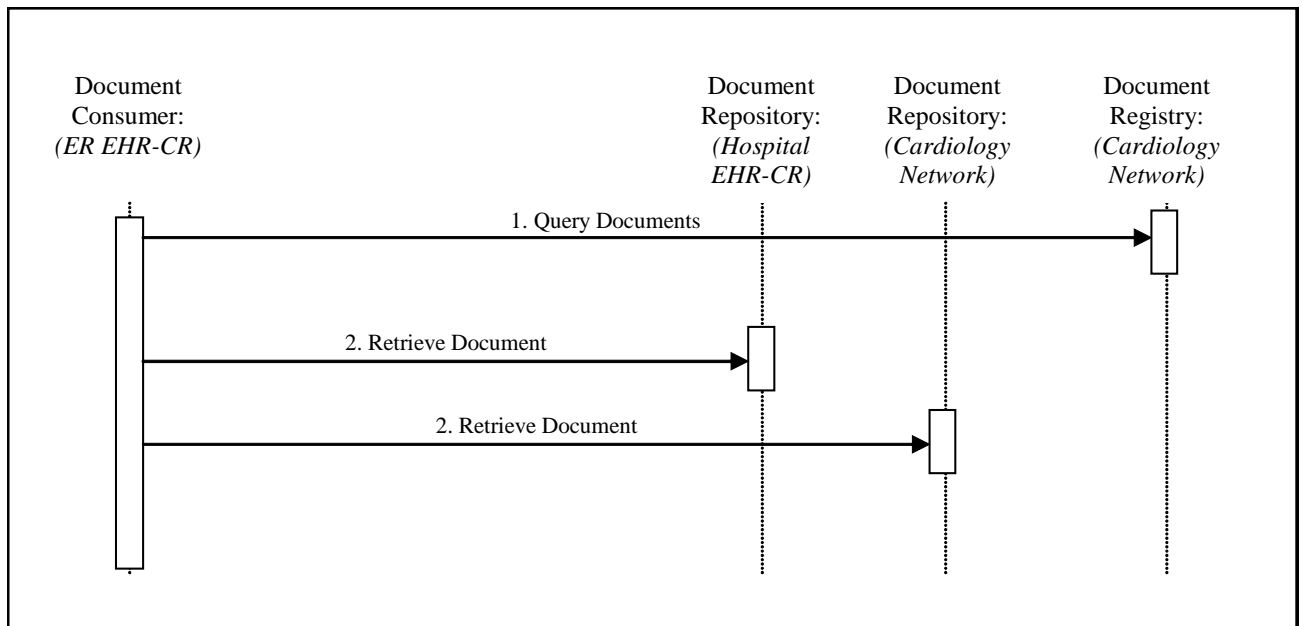 Document
Consumer:
(ER EHR-CR)
Document
Repository:
(Hospital
EHR-CR)
Document
Repository:
(Cardiology
Network)
Document
Registry:
(Cardiology
Network)
1. Query Documents
2. Retrieve Document
2. Retrieve Document